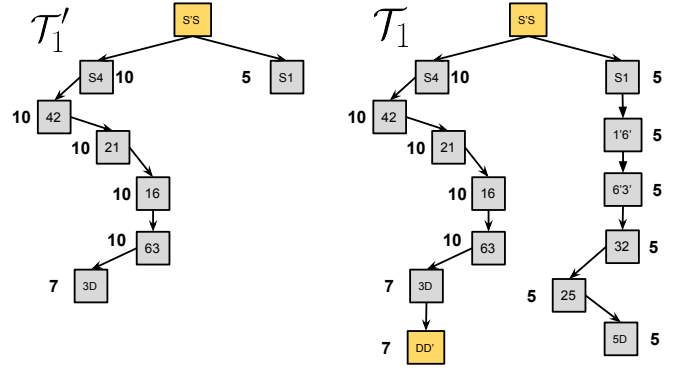 𝒯₁′
S'S
S4 10
5 S1
10 42
10 21
10 16
10 63
7 3D
𝒯₁
S'S
S4 10
S1 5
10 42
1'6' 5
10 21
10 16
6'3' 5
10 63
32 5
7 3D
5 25
7 DD'
5D 5